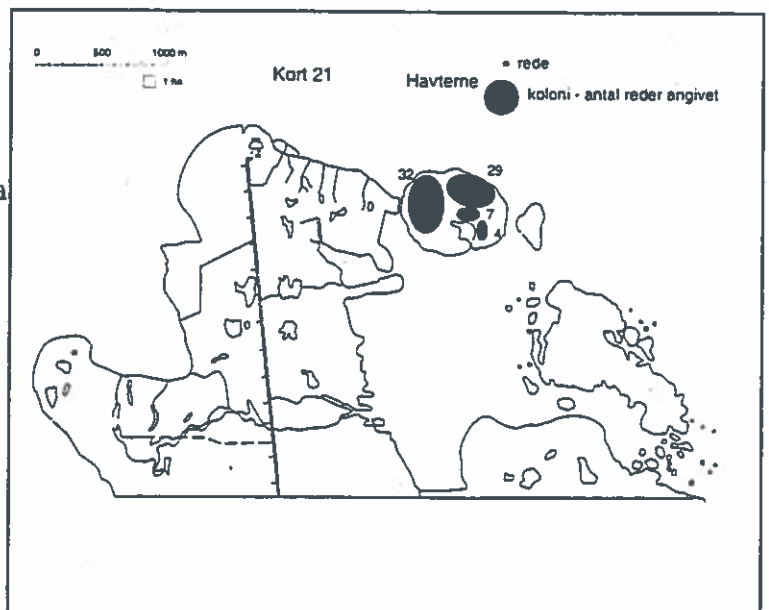 0 500 1000 m
1 ha
Kort 21
Havterne
rede
koloni - antal reder angivet
32
29
7
4